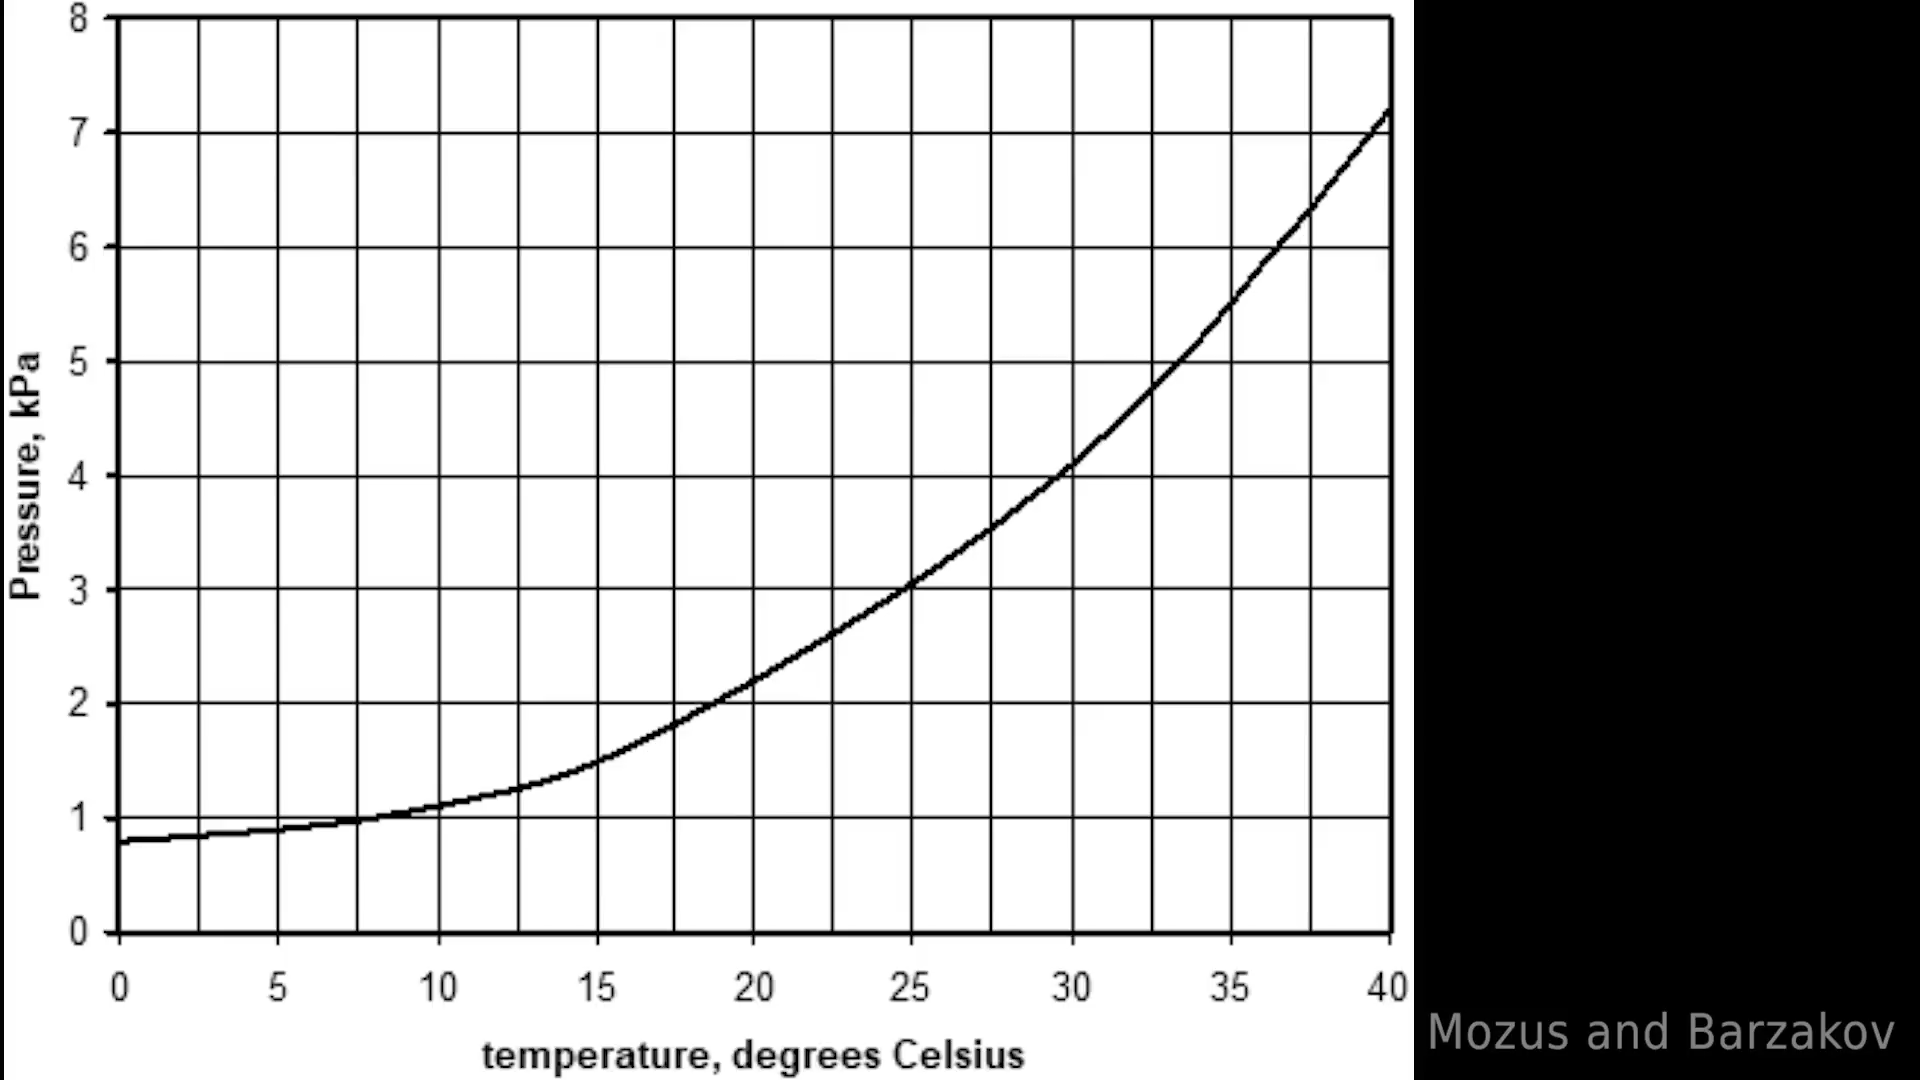 8
7
6
5
4
3
2
1
0
Pressure, kPa
0 5 10 15 20 25 30 35 40
temperature, degrees Celsius
Mozus and Barzakov